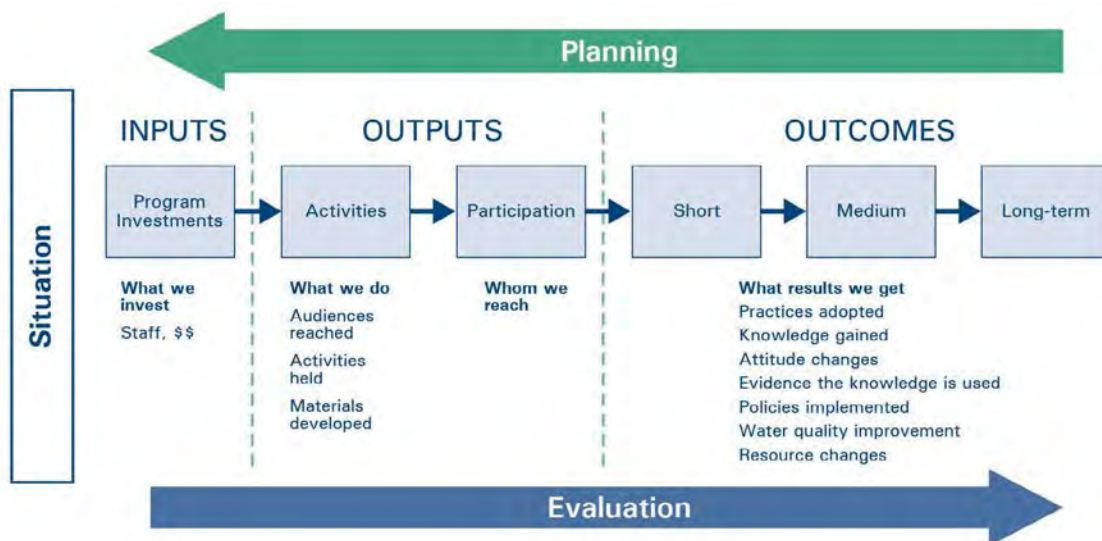 Planning
Situation
INPUTS
OUTPUTS
OUTCOMES
Program
Investments
Activities
Participation
Short
Medium
Long-term
What we
invest
Staff, $$
What we do
Audiences
reached
Activities
held
Materials
developed
Whom we
reach
What results we get
Practices adopted
Knowledge gained
Attitude changes
Evidence the knowledge is used
Policies implemented
Water quality improvement
Resource changes
Evaluation